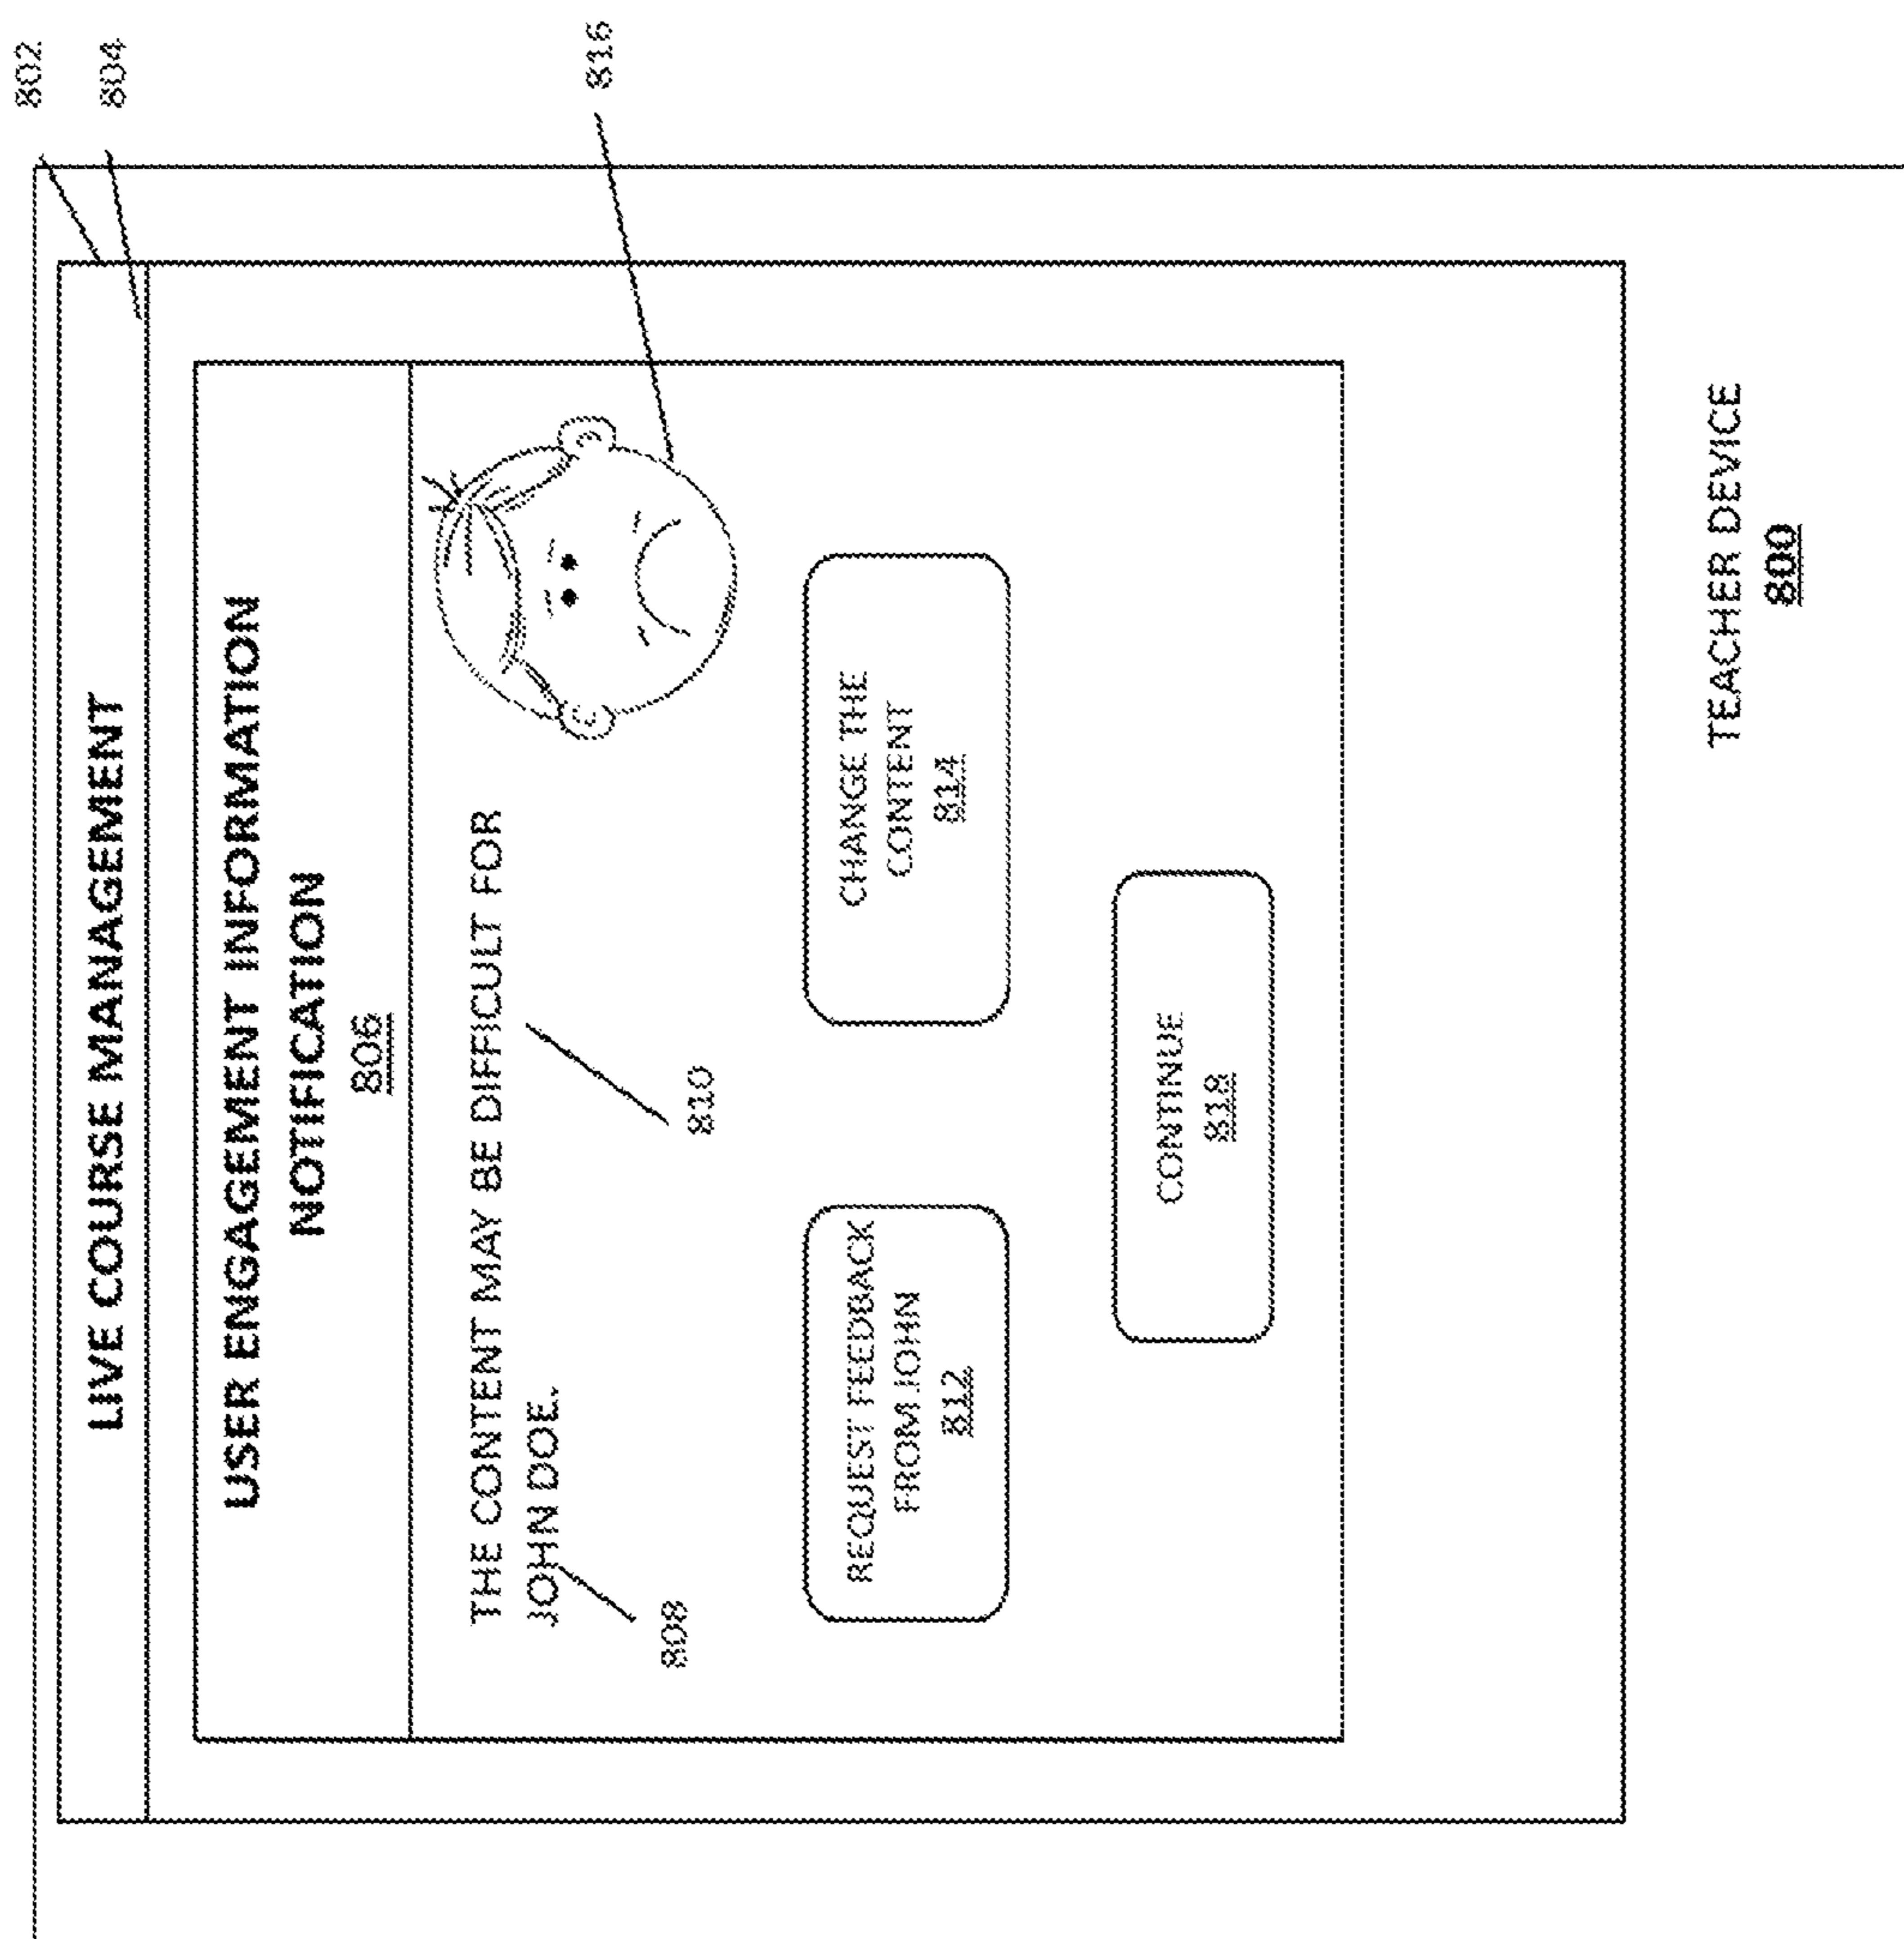 802
804
LIVE COURSE MANAGEMENT
USER ENGAGEMENT INFORMATION
NOTIFICATION
806
THE CONTENT MAY BE DIFFICULT FOR
JOHN DOE.
816
810
808
REQUEST FEEDBACK
FROM JOHN
812
CHANGE THE
CONTENT
814
CONTINUE
818
TEACHER DEVICE
800